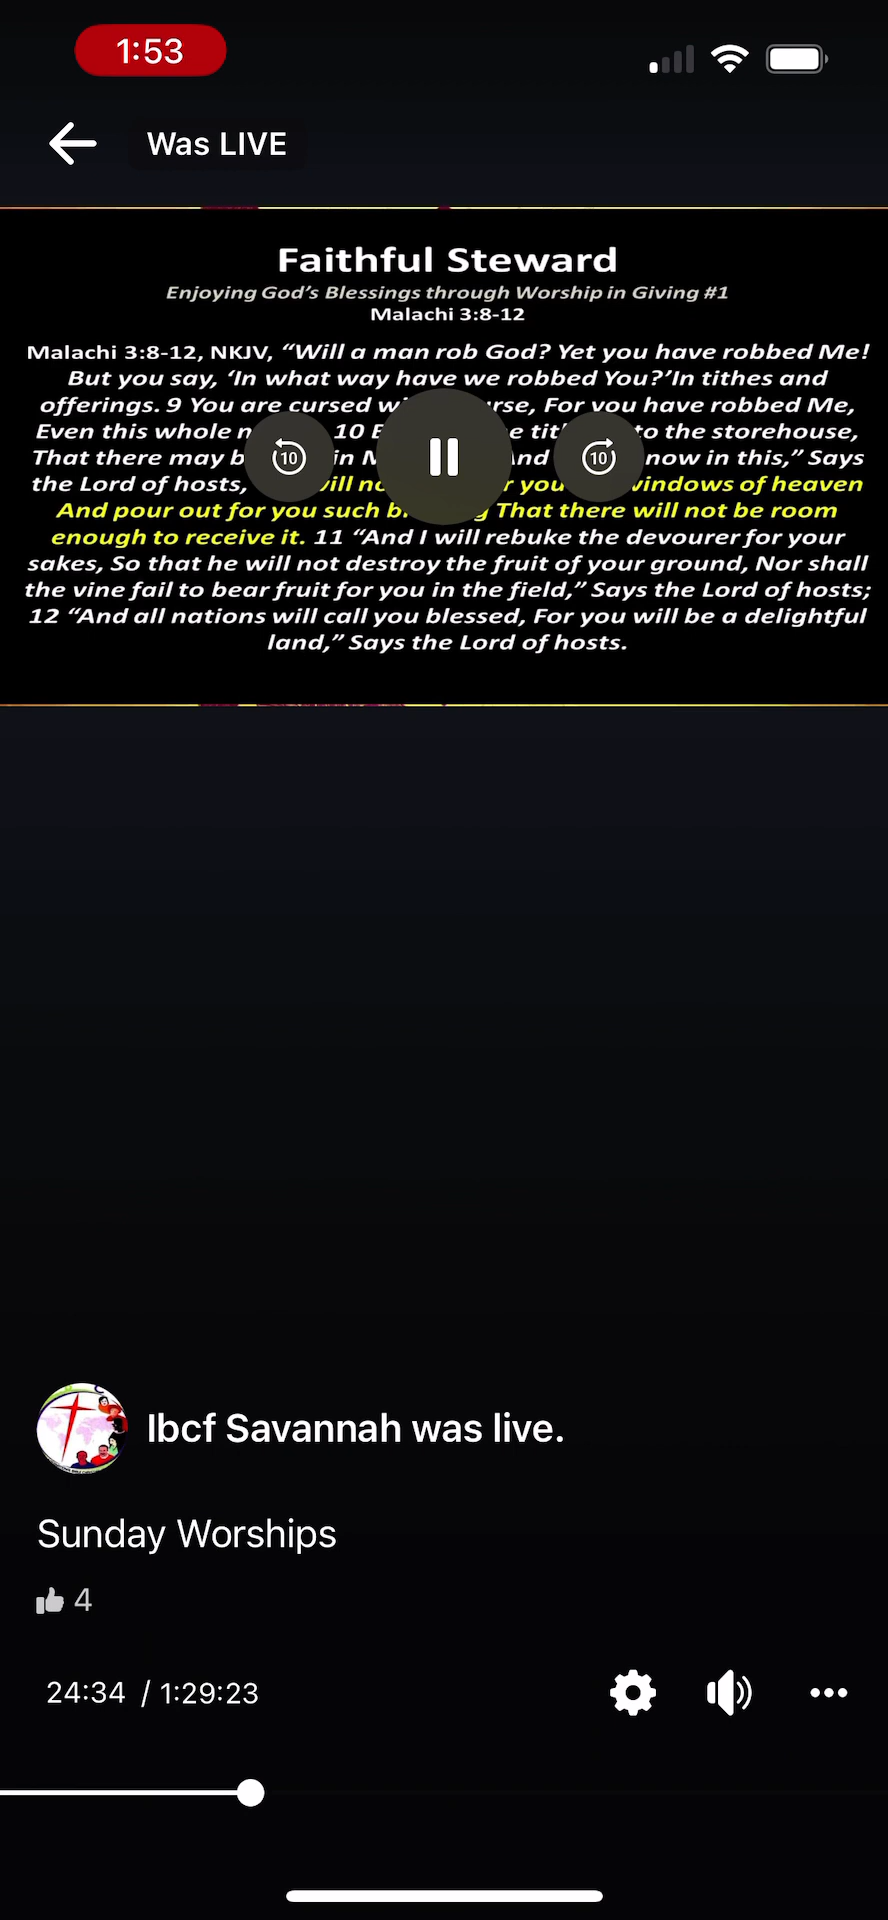 1:53
Was LIVE
Faithful Steward
Enjoying God's Blessings through Worship in Giving #1
Malachi 3:8-12
Malachi 3:8-12, NKJV, “Will a man rob God? Yet you have robbed Me!
But you say, ‘In what way have we robbed You?’In tithes and
offerings. 9 You are cursed For you have robbed Me,
Even this whole 10 to the storehouse,
That there may in now in this,” Says
the Lord of hosts, you windows of heaven
And pour out for you such That there will not be room
enough to receive it. 11 “And I will rebuke the devourer for your
sakes, So that he will not destroy the fruit of your ground, Nor shall
the vine fail to bear fruit for you in the field,” Says the Lord of hosts;
12 “And all nations will call you blessed, For you will be a delightful
land,” Says the Lord of hosts.
10 10
Ibcf Savannah was live.
Sunday Worships
4
24:34 / 1:29:23